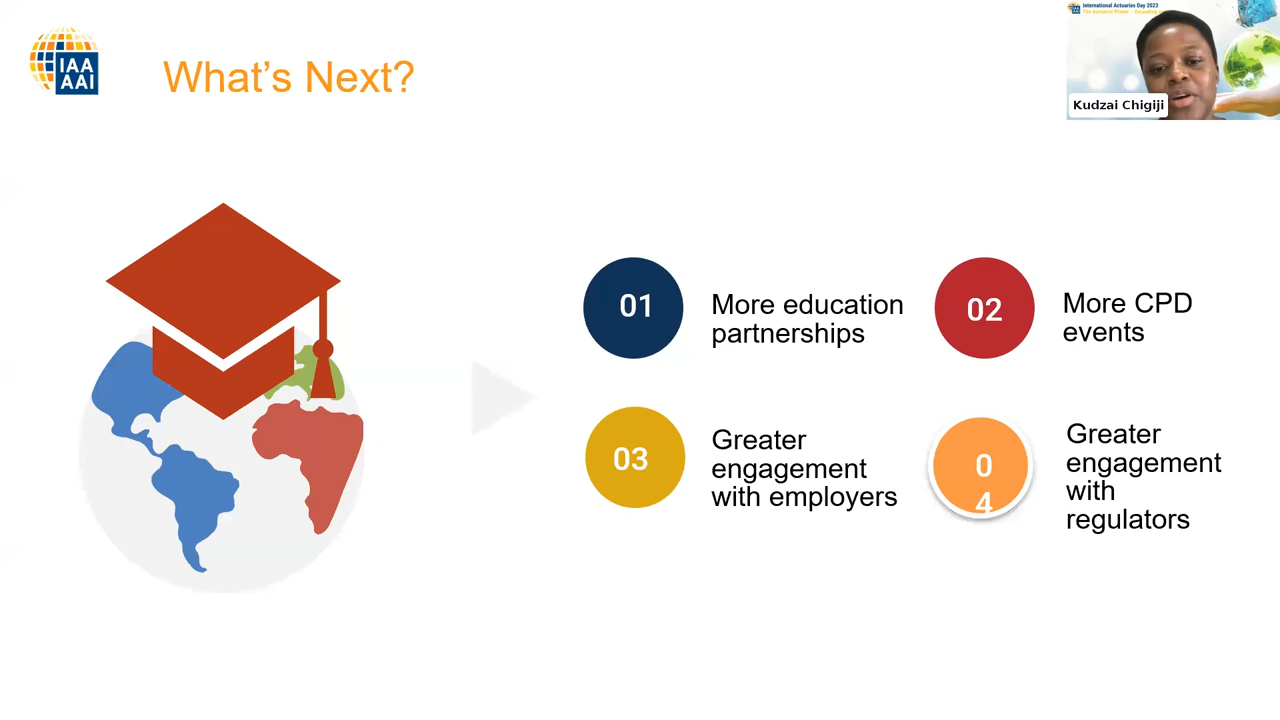 IAA
AAI
What's Next?
International Actuaries Day 2023
Kudzai Chigiji
01
More education
partnerships
02
More CPD
events
03
Greater
engagement
with employers
0
4
Greater
engagement
with
regulators